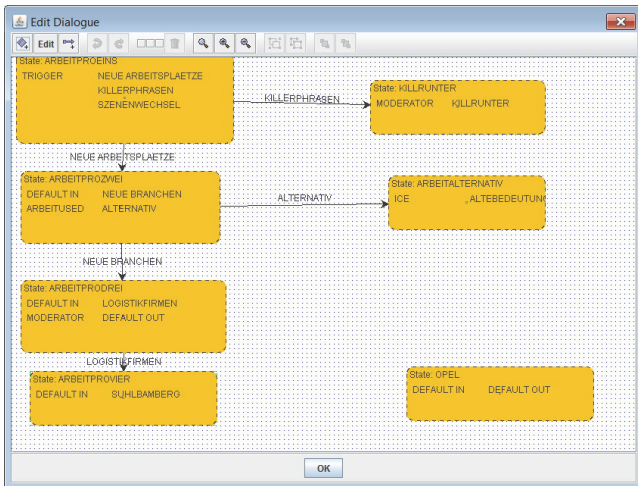 Edit Dialogue
Edit
State: ARBEITPROEINS
TRIGGER NEUE ARBEITSPLAETZE
KILLERPHRASEN
SZENENWECHSEL
KILLERPHRASEN
State: KILLRUNTER
MODERATOR KILLRUNTER
NEUE ARBEITSPLAETZE
State: ARBEITPROZWEI
DEFAULT IN NEUE BRANCHEN
ARBEITUSED ALTERNATIV
ALTERNATIV
State: ARBEITALTERNATIV
ICE „ALTEBEDEUTUNG
NEUE BRANCHEN
State: ARBEITPRODREI
DEFAULT IN LOGISTIKFIRMEN
MODERATOR DEFAULT OUT
LOGISTIKFIRMEN
State: ARBEITPROVIER
DEFAULT IN SUHLBAMBERG
State: OPEL
DEFAULT IN DEFAULT OUT
OK